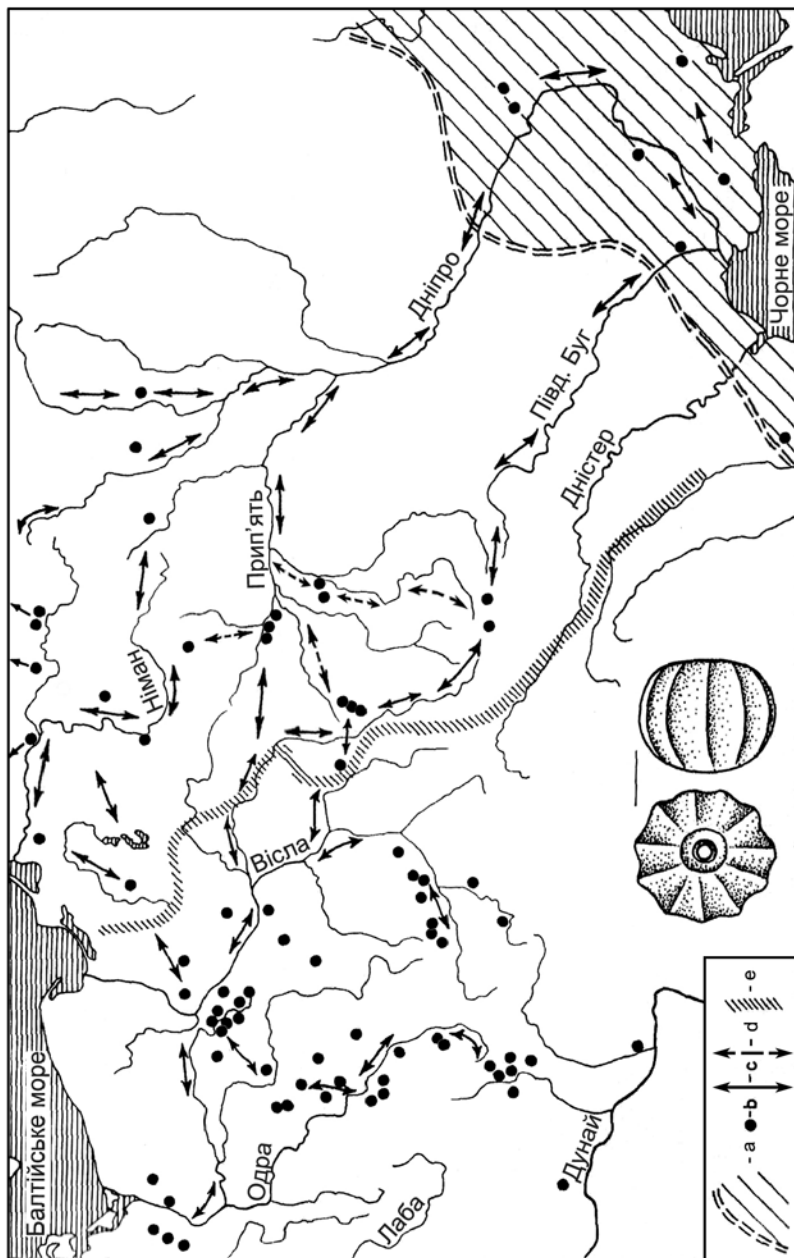 Балтійське море
Одра
Лаба
Дунай
Вісла
Німан
Прип'ять
Дніпро
Півд. Буг
Дністер
Чорне море
- a
- b
- c
- d
- e